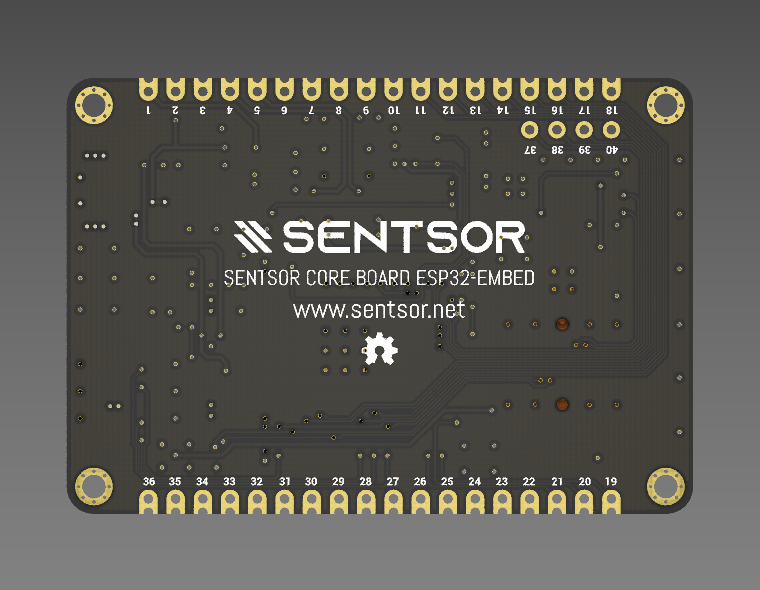 1 2 3 4 5 6 7 8 9 10 11 12 13 14 15 16 17 18
37 38 39 40
SENTSOR
SENTSOR CORE BOARD ESP32-EMBED
www.sentsor.net
36 35 34 33 32 31 30 29 28 27 26 25 24 23 22 21 20 19